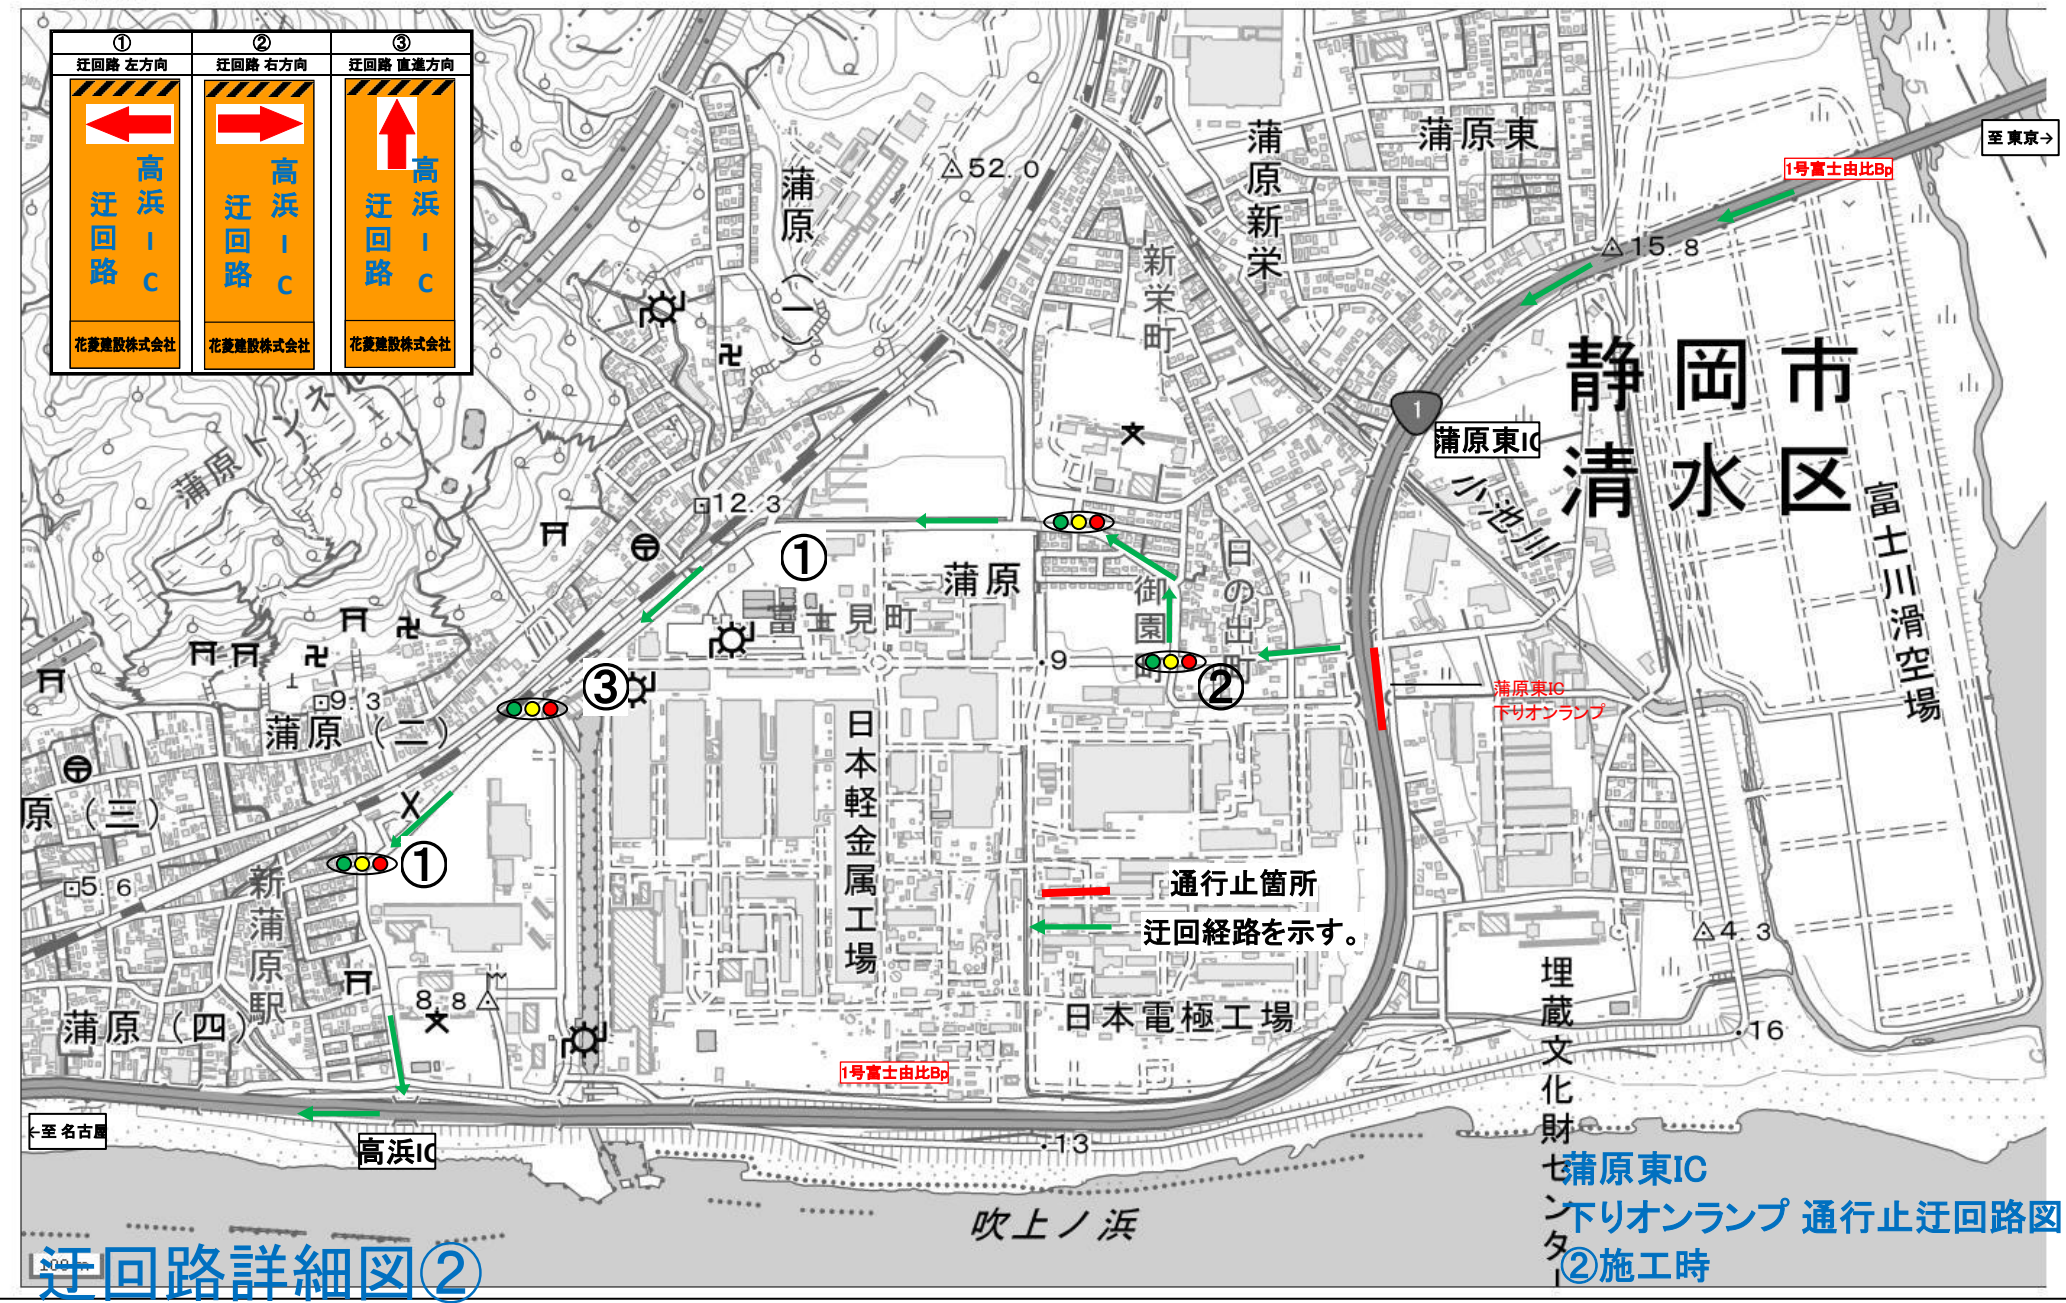 ①
②
③
迂回路 左方向
迂回路 右方向
迂回路 直進方向
高浜IC
迂回路
花菱建設株式会社
高浜IC
迂回路
花菱建設株式会社
高浜IC
迂回路
花菱建設株式会社
蒲原トンネル
蒲原(一)
52.0
蒲原新栄
蒲原東
至 東京→
1号富士由比Bp
15.8
新栄町
静岡市
清水区
1
蒲原東IC
小池川
富士川滑空場
12.3
①
蒲原
富士見町
御園町
日の出町
9
②
③
蒲原東IC
下りオンランプ
9.3
蒲原(二)
原(三)
日本軽金属工場
①
5.6
新蒲原駅
通行止箇所
迂回経路を示す。
4.3
8.8
蒲原(四)
日本電極工場
埋蔵文化財センター
16
1号富士由比Bp
←至 名古屋
高浜IC
13
吹上ノ浜
蒲原東IC
下りオンランプ 通行止迂回路図
②施工時
迂回路詳細図②